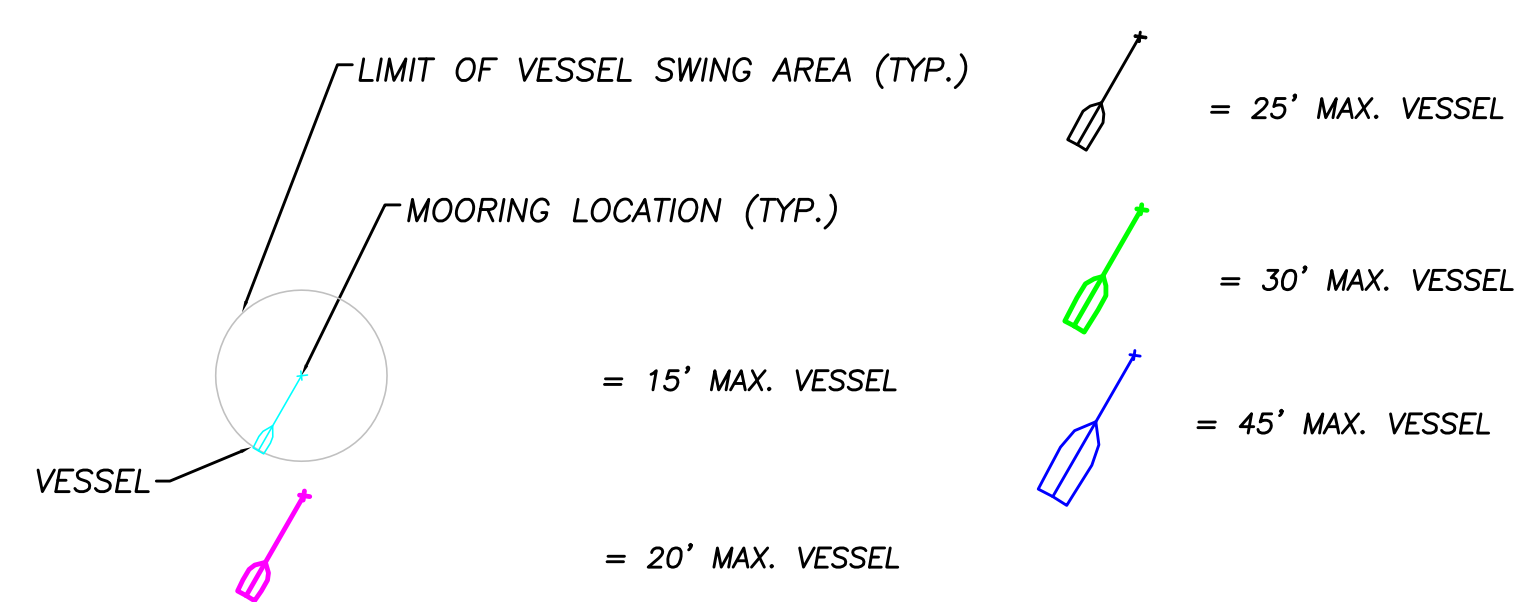 LIMIT OF VESSEL SWING AREA (TYP.)
MOORING LOCATION (TYP.)
= 15' MAX. VESSEL
VESSEL
= 20' MAX. VESSEL
= 25' MAX. VESSEL
= 30' MAX. VESSEL
= 45' MAX. VESSEL